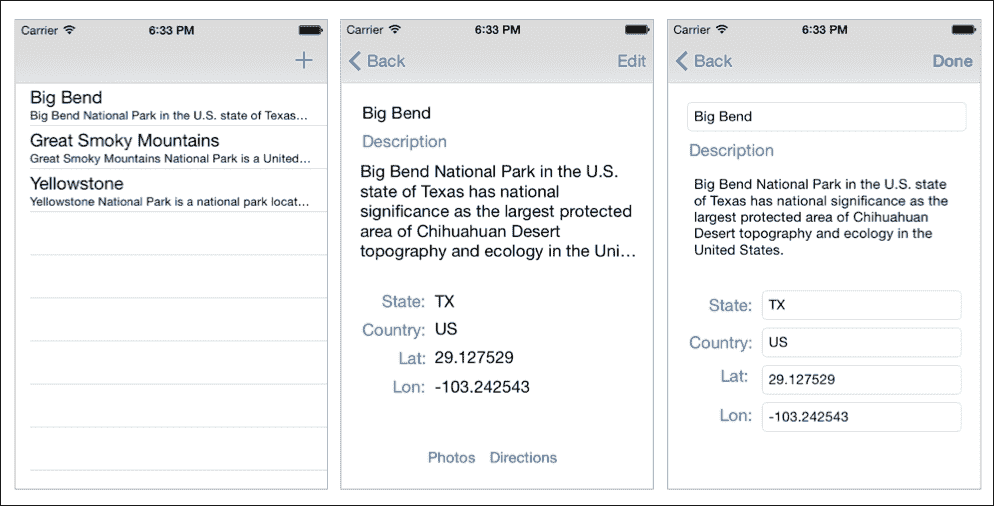 Carrier 6:33 PM
+
Big Bend
Big Bend National Park in the U.S. state of Texas...
Great Smoky Mountains
Great Smoky Mountains National Park is a United...
Yellowstone
Yellowstone National Park is a national park locat...
Carrier 6:33 PM
Back Edit
Big Bend
Description
Big Bend National Park in the U.S.
state of Texas has national
significance as the largest protected
area of Chihuahuan Desert
topography and ecology in the Uni...
State: TX
Country: US
Lat: 29.127529
Lon: -103.242543
Photos Directions
Carrier 6:33 PM
Back Done
Big Bend
Description
Big Bend National Park in the U.S. state
of Texas has national significance as the
largest protected area of Chihuahuan
Desert topography and ecology in the
United States.
State: TX
Country: US
Lat: 29.127529
Lon: -103.242543